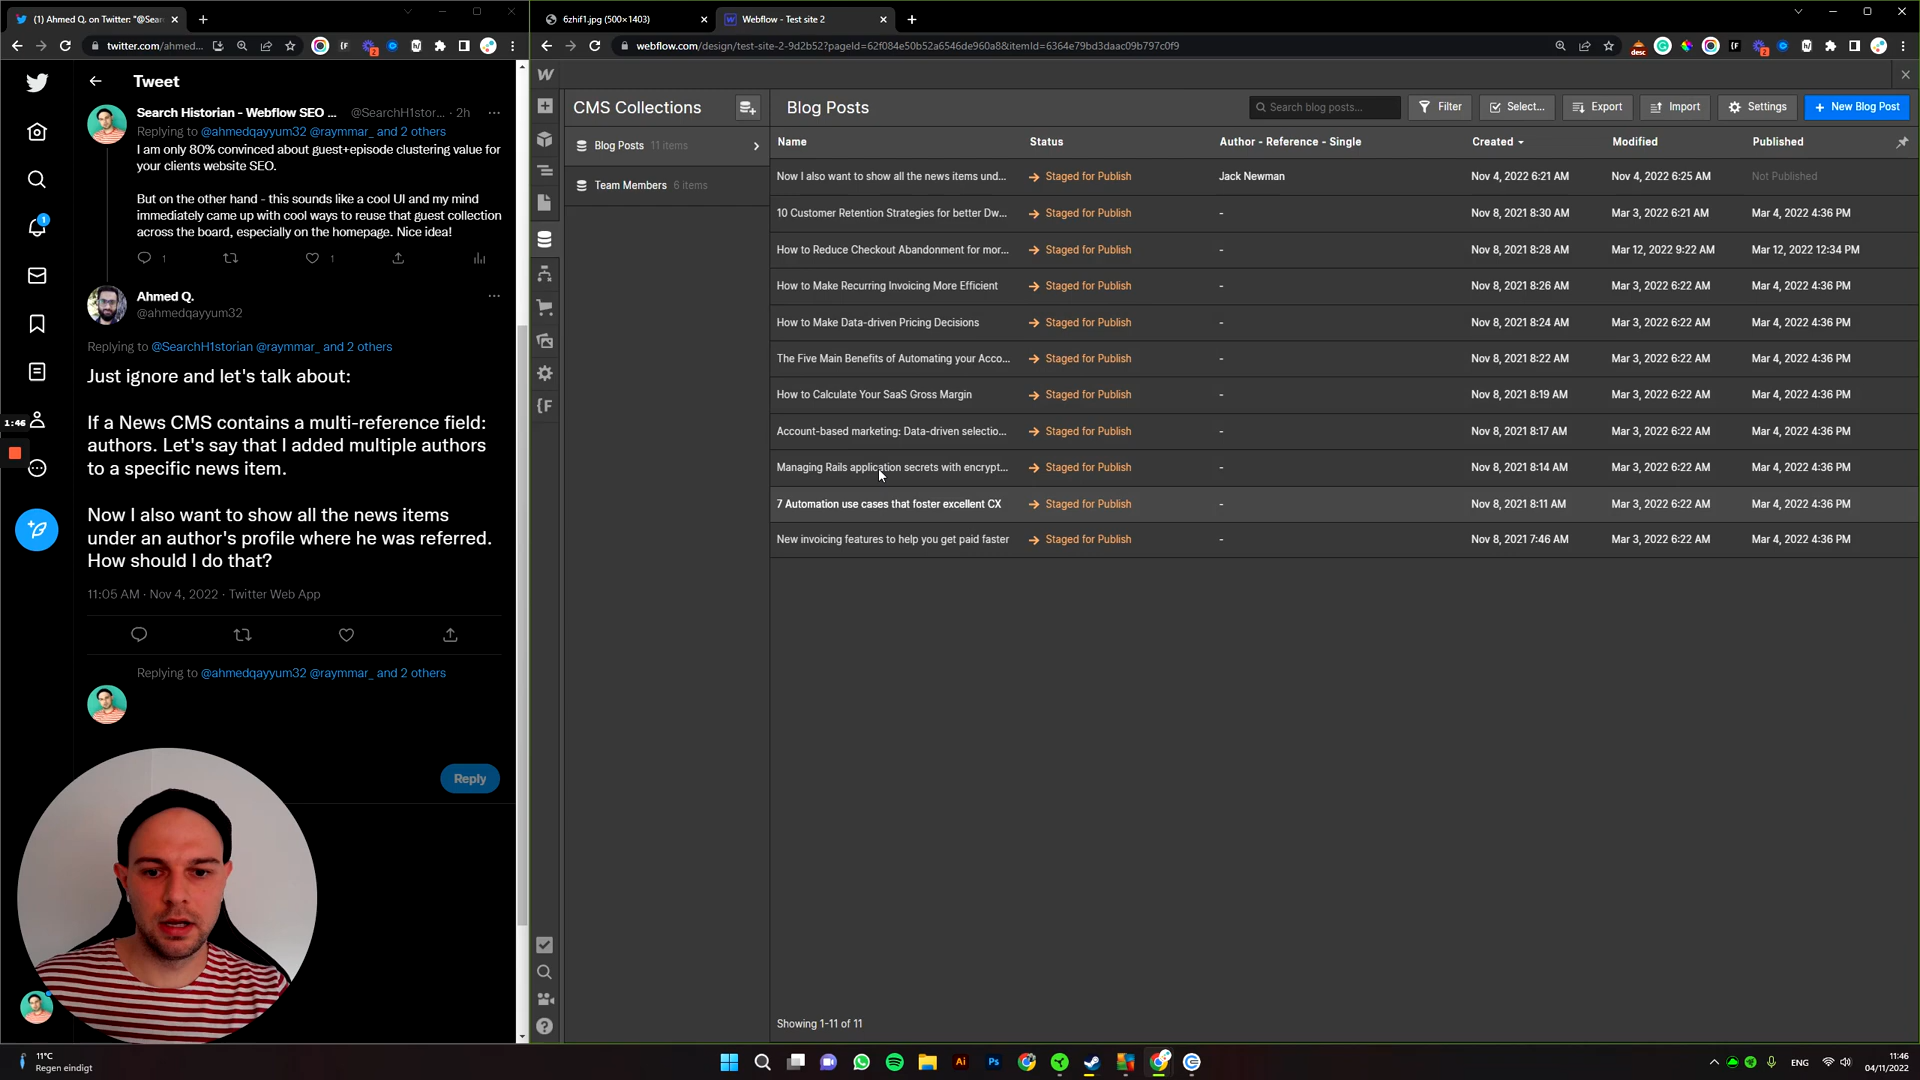 (1) Ahmed Q. on Twitter: "@Sear
6zhif1.jpg (500×1403)
Webflow - Test site 2
twitter.com/ahmed...
webflow.com/design/test-site-2-9d2b52?pageId=62f084e50b52a6546de960a8&itemId=6364e79bd3daac09b797c0f9
Tweet
Search Historian - Webflow SEO ... @SearchH1stor... · 2h
Replying to @ahmedqayyum32 @raymmar_ and 2 others
I am only 80% convinced about guest+episode clustering value for
your clients website SEO.
But on the other hand - this sounds like a cool UI and my mind
immediately came up with cool ways to reuse that guest collection
across the board, especially on the homepage. Nice idea!
1
1
Ahmed Q.
@ahmedqayyum32
Replying to @SearchH1storian @raymmar_ and 2 others
Just ignore and let's talk about:
If a News CMS contains a multi-reference field:
authors. Let's say that I added multiple authors
to a specific news item.
Now I also want to show all the news items
under an author's profile where he was referred.
How should I do that?
11:05 AM · Nov 4, 2022 · Twitter Web App
Replying to @ahmedqayyum32 @raymmar_ and 2 others
Reply
1
1:46
CMS Collections
Blog Posts 11 items
Team Members 6 items
Blog Posts
Search blog posts...
Filter
Select...
Export
Import
Settings
+ New Blog Post
Name Status Author - Reference - Single Created Modified Published
Now I also want to show all the news items und... Staged for Publish Jack Newman Nov 4, 2022 6:21 AM Nov 4, 2022 6:25 AM Not Published
10 Customer Retention Strategies for better Dw... Staged for Publish - Nov 8, 2021 8:30 AM Mar 3, 2022 6:21 AM Mar 4, 2022 4:36 PM
How to Reduce Checkout Abandonment for mor... Staged for Publish - Nov 8, 2021 8:28 AM Mar 12, 2022 9:22 AM Mar 12, 2022 12:34 PM
How to Make Recurring Invoicing More Efficient Staged for Publish - Nov 8, 2021 8:26 AM Mar 3, 2022 6:22 AM Mar 4, 2022 4:36 PM
How to Make Data-driven Pricing Decisions Staged for Publish - Nov 8, 2021 8:24 AM Mar 3, 2022 6:22 AM Mar 4, 2022 4:36 PM
The Five Main Benefits of Automating your Acco... Staged for Publish - Nov 8, 2021 8:22 AM Mar 3, 2022 6:22 AM Mar 4, 2022 4:36 PM
How to Calculate Your SaaS Gross Margin Staged for Publish - Nov 8, 2021 8:19 AM Mar 3, 2022 6:22 AM Mar 4, 2022 4:36 PM
Account-based marketing: Data-driven selectio... Staged for Publish - Nov 8, 2021 8:17 AM Mar 3, 2022 6:22 AM Mar 4, 2022 4:36 PM
Managing Rails application secrets with encrypt... Staged for Publish - Nov 8, 2021 8:14 AM Mar 3, 2022 6:22 AM Mar 4, 2022 4:36 PM
7 Automation use cases that foster excellent CX Staged for Publish - Nov 8, 2021 8:11 AM Mar 3, 2022 6:22 AM Mar 4, 2022 4:36 PM
New invoicing features to help you get paid faster Staged for Publish - Nov 8, 2021 7:46 AM Mar 3, 2022 6:22 AM Mar 4, 2022 4:36 PM
Showing 1-11 of 11
11°C
Regen eindigt
Ai
Ps
ENG
11:46
04/11/2022